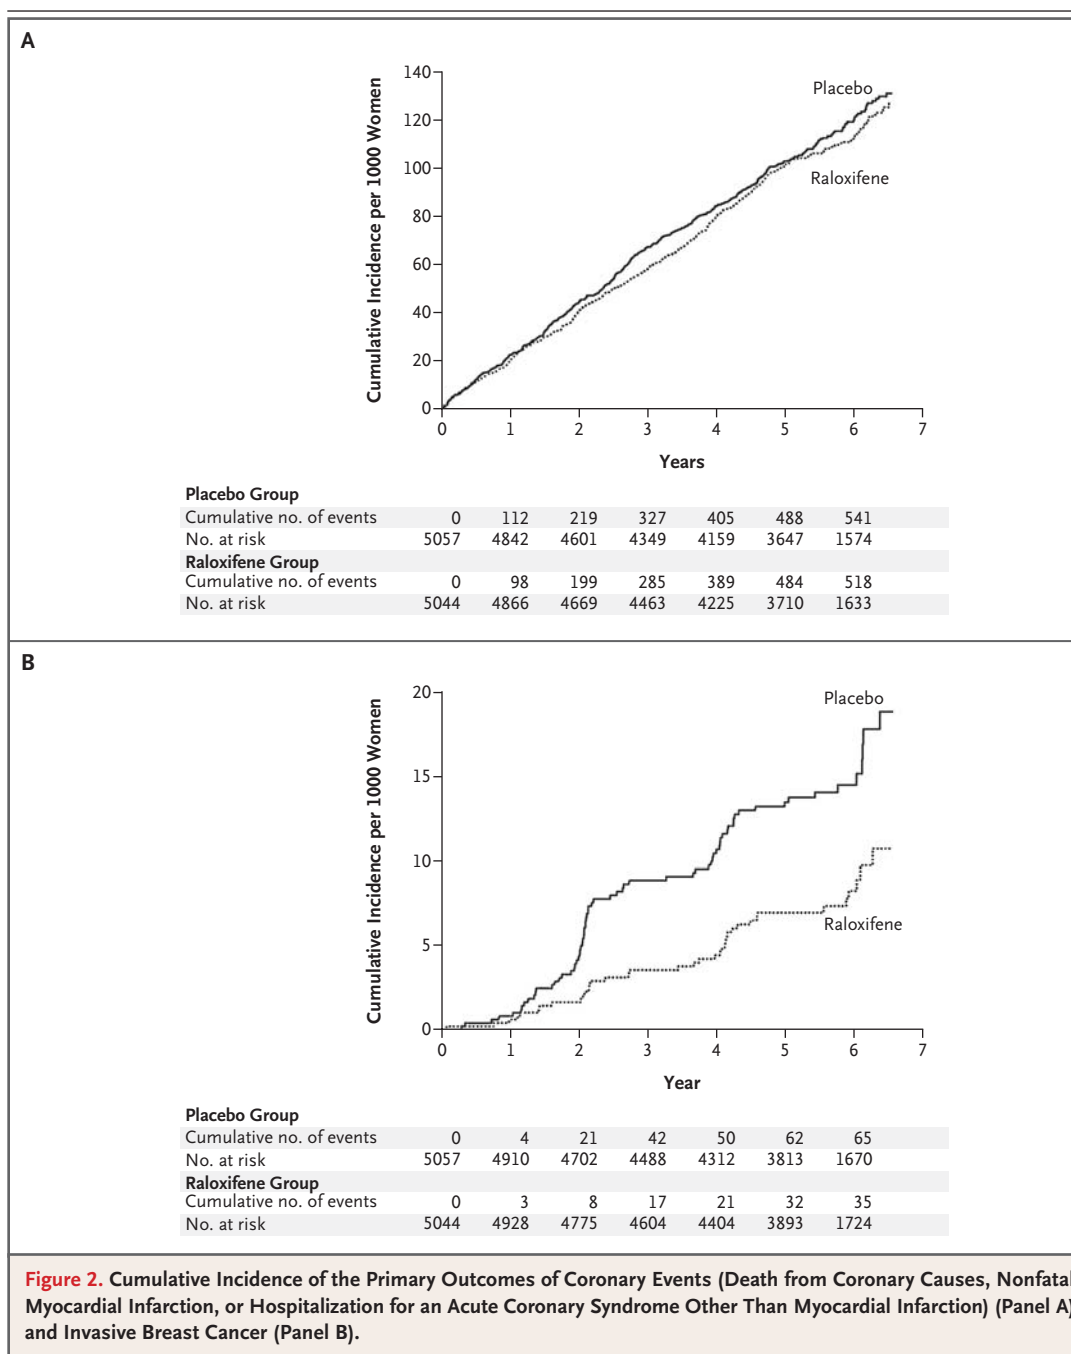 A
140
120
100
80
60
40
20
0
Cumulative Incidence per 1000 Women
Placebo
Raloxifene
0 1 2 3 4 5 6 7
Years
Placebo Group
Cumulative no. of events 0 112 219 327 405 488 541
No. at risk 5057 4842 4601 4349 4159 3647 1574
Raloxifene Group
Cumulative no. of events 0 98 199 285 389 484 518
No. at risk 5044 4866 4669 4463 4225 3710 1633
B
20
15
10
5
0
Cumulative Incidence per 1000 Women
Placebo
Raloxifene
0 1 2 3 4 5 6 7
Year
Placebo Group
Cumulative no. of events 0 4 21 42 50 62 65
No. at risk 5057 4910 4702 4488 4312 3813 1670
Raloxifene Group
Cumulative no. of events 0 3 8 17 21 32 35
No. at risk 5044 4928 4775 4604 4404 3893 1724
Figure 2. Cumulative Incidence of the Primary Outcomes of Coronary Events (Death from Coronary Causes, Nonfatal
Myocardial Infarction, or Hospitalization for an Acute Coronary Syndrome Other Than Myocardial Infarction) (Panel A)
and Invasive Breast Cancer (Panel B).